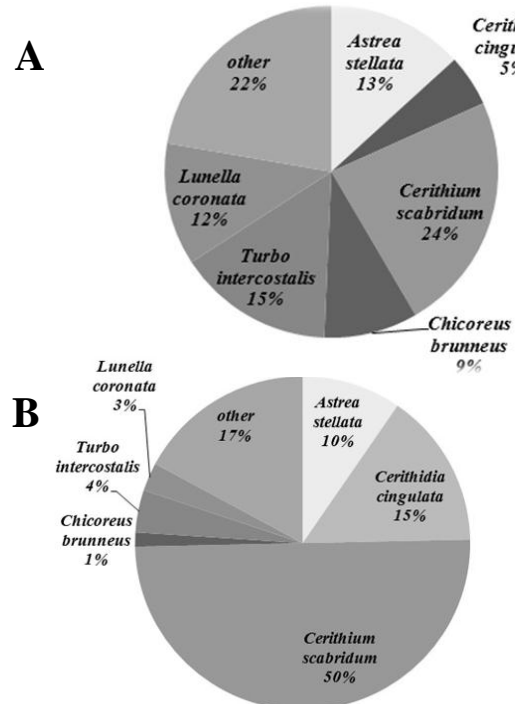 A
other
22%
Astrea
stellata
13%
5%
Cerithium
scabridum
24%
Chicoreus
brunneus
9%
Turbo
intercostalis
15%
Lunella
coronata
12%
B
other
17%
Astrea
stellata
10%
Cerithidia
cingulata
15%
Cerithium
scabridum
50%
Chicoreus
brunneus
1%
Turbo
intercostalis
4%
Lunella
coronata
3%